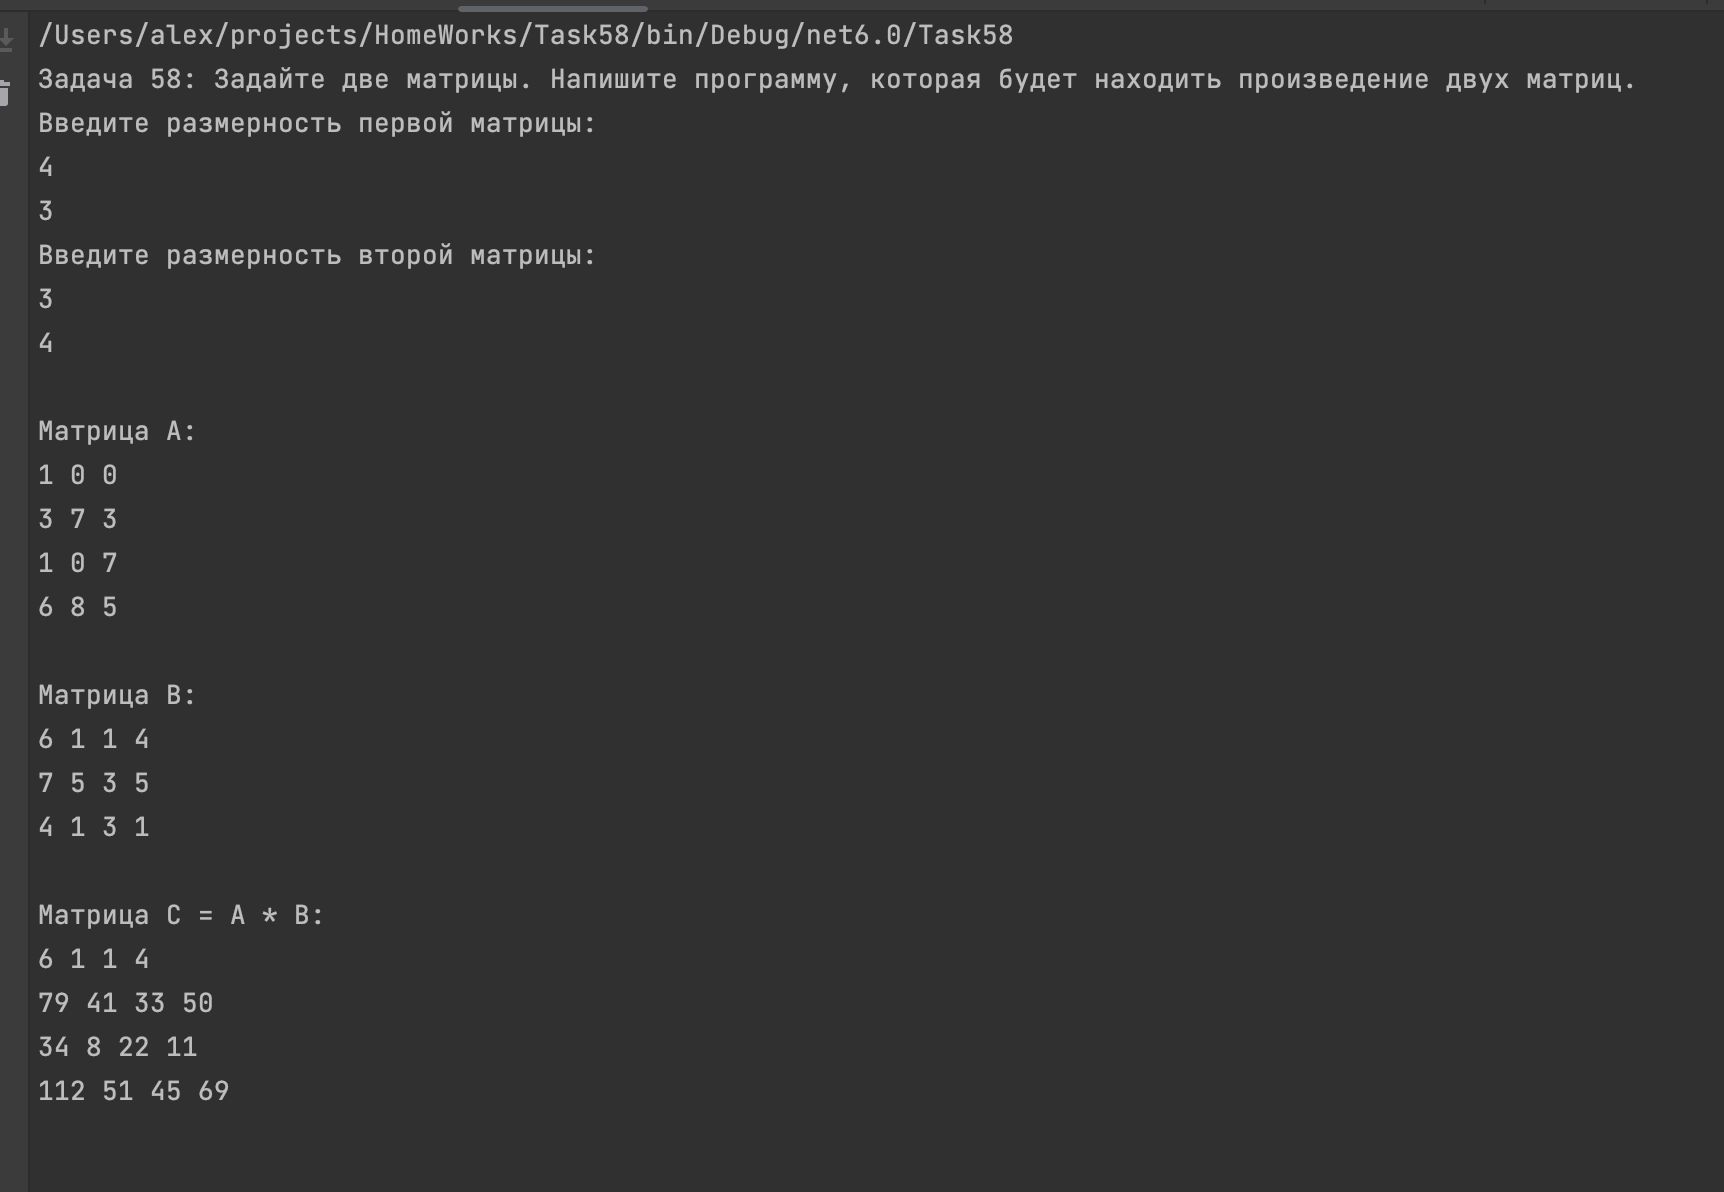 /Users/alex/projects/HomeWorks/Task58/bin/Debug/net6.0/Task58
Задача 58: Задайте две матрицы. Напишите программу, которая будет находить произведение двух матриц.
Введите размерность первой матрицы:
4
3
Введите размерность второй матрицы:
3
4
Матрица A:
1 0 0
3 7 3
1 0 7
6 8 5
Матрица B:
6 1 1 4
7 5 3 5
4 1 3 1
Матрица C = A * B:
6 1 1 4
79 41 33 50
34 8 22 11
112 51 45 69